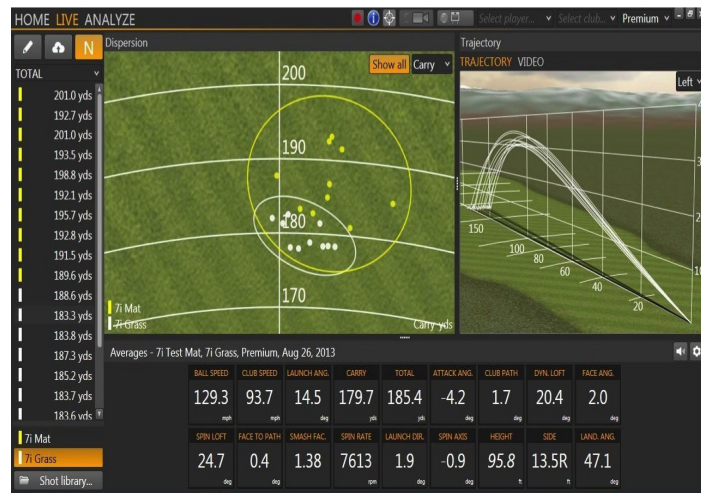 HOME LIVE ANALYZE
Select player... Select club... Premium
N
TOTAL
201.0 yds
192.7 yds
201.0 yds
193.5 yds
198.8 yds
192.1 yds
195.7 yds
192.8 yds
191.5 yds
189.6 yds
188.6 yds
183.3 yds
183.8 yds
187.3 yds
185.2 yds
183.7 yds
183.6 yds
7i Mat
7i Grass
Shot library...
Dispersion
Show all Carry
200
190
180
170
7i Mat
7i Grass
Carry yds
Trajectory
TRAJECTORY VIDEO
Left
150
100
80
60
40
20
Averages - 7i Test Mat, 7i Grass, Premium, Aug 26, 2013
BALL SPEED CLUB SPEED LAUNCH ANG. CARRY TOTAL ATTACK ANG. CLUB PATH DYN. LOFT FACE ANG.
129.3 93.7 14.5 179.7 185.4 -4.2 1.7 20.4 2.0
mph mph deg yds yds deg deg deg deg
SPIN LOFT FACE TO PATH SMASH FAC. SPIN RATE LAUNCH DIR. SPIN AXIS HEIGHT SIDE LAND. ANG.
24.7 0.4 1.38 7613 1.9 -0.9 95.8 13.5R 47.1
deg deg rpm deg deg ft ft deg